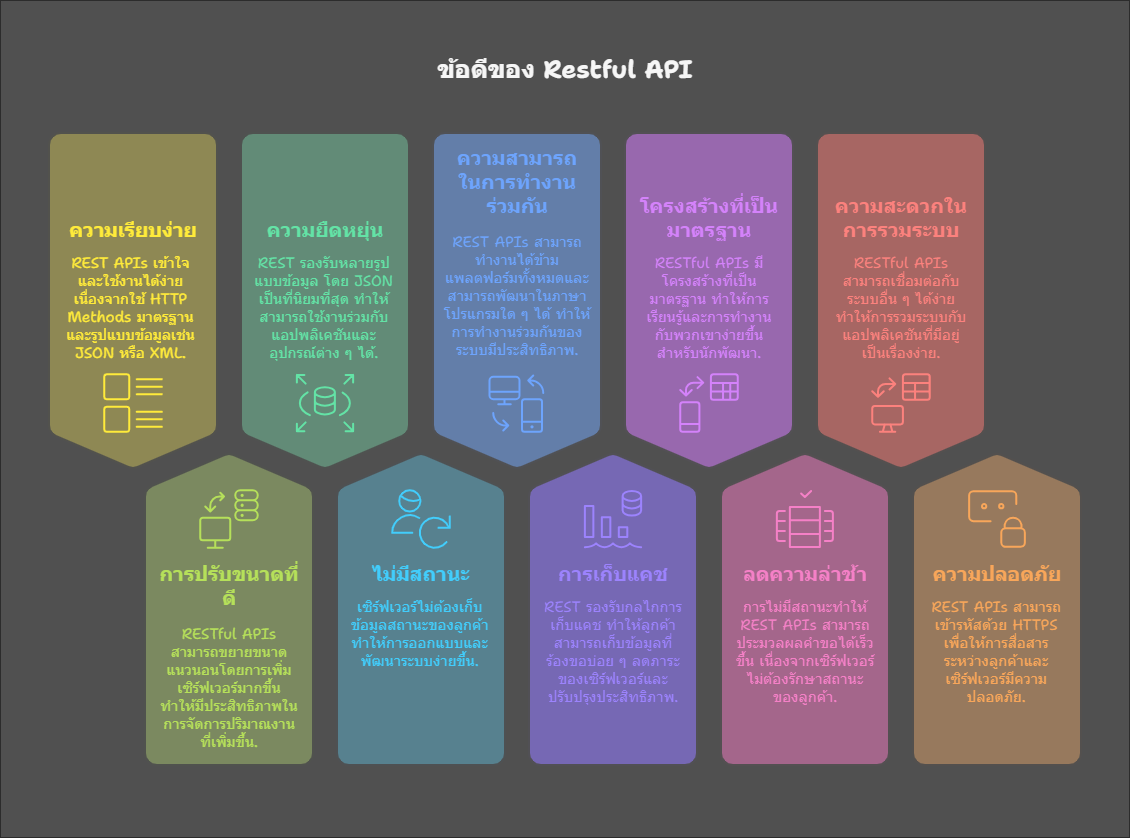 ข้อดีของ Restful API
ความเรียบง่าย
REST APIs เข้าใจ
และใช้งานได้ง่าย
เนื่องจากใช้ HTTP
Methods มาตรฐาน
และรูปแบบข้อมูลเช่น
JSON หรือ XML.
ความยืดหยุ่น
REST รองรับหลายรูป
แบบข้อมูล โดย JSON
เป็นที่นิยมที่สุด ทำให้
สามารถใช้งานร่วมกับ
แอปพลิเคชันและ
อุปกรณ์ต่าง ๆ ได้.
ความสามารถ
ในการทำงาน
ร่วมกัน
REST APIs สามารถ
ทำงานได้ข้าม
แพลตฟอร์มทั้งหมดและ
สามารถพัฒนาในภาษา
โปรแกรมใด ๆ ได้ ทำให้
การทำงานร่วมกันของ
ระบบมีประสิทธิภาพ.
โครงสร้างที่เป็น
มาตรฐาน
RESTful APIs มี
โครงสร้างที่เป็น
มาตรฐาน ทำให้การ
เรียนรู้และการทำงาน
กับพวกเขาง่ายขึ้น
สำหรับนักพัฒนา.
ความสะดวกใน
การรวมระบบ
RESTful APIs
สามารถเชื่อมต่อกับ
ระบบอื่น ๆ ได้ง่าย
ทำให้การรวมระบบกับ
แอปพลิเคชันที่มีอยู่
เป็นเรื่องง่าย.
การปรับขนาดที่
ดี
RESTful APIs
สามารถขยายขนาด
แนวนอนโดยการเพิ่ม
เซิร์ฟเวอร์มากขึ้น
ทำให้มีประสิทธิภาพใน
การจัดการปริมาณงาน
ที่เพิ่มขึ้น.
ไม่มีสถานะ
เซิร์ฟเวอร์ไม่ต้องเก็บ
ข้อมูลสถานะของลูกค้า
ทำให้การออกแบบและ
พัฒนาระบบง่ายขึ้น.
การเก็บแคช
REST รองรับกลไกการ
เก็บแคช ทำให้ลูกค้า
สามารถเก็บข้อมูลที่
ร้องขอบ่อย ๆ ลดภาระ
ของเซิร์ฟเวอร์และ
ปรับปรุงประสิทธิภาพ.
ลดความล่าช้า
การไม่มีสถานะทำให้
REST APIs สามารถ
ประมวลผลคำขอได้เร็ว
ขึ้น เนื่องจากเซิร์ฟเวอร์
ไม่ต้องรักษาสถานะ
ของลูกค้า.
ความปลอดภัย
REST APIs สามารถ
เข้ารหัสด้วย HTTPS
เพื่อให้การสื่อสาร
ระหว่างลูกค้าและ
เซิร์ฟเวอร์มีความ
ปลอดภัย.